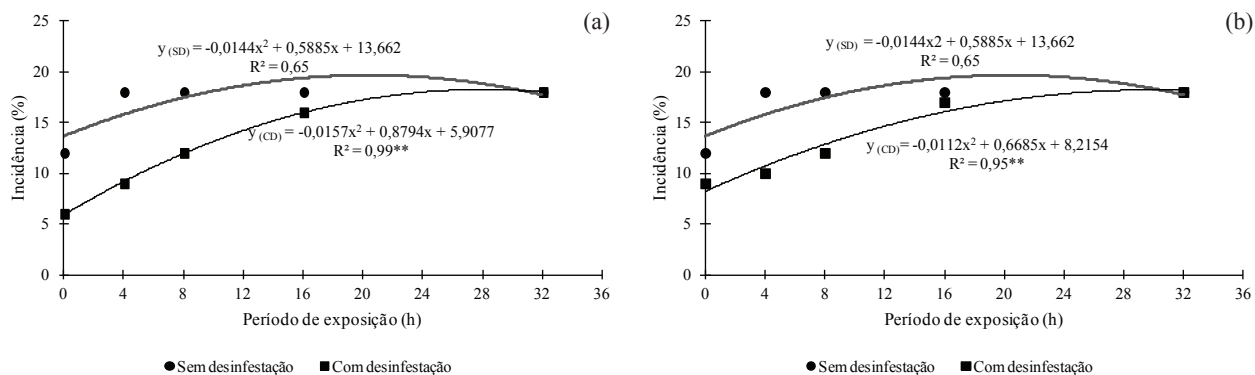 (a)
25
20
15
10
5
0
Incidência (%)
y (SD) = -0,0144x² + 0,5885x + 13,662
R² = 0,65
y (CD) = -0,0157x² + 0,8794x + 5,9077
R² = 0,99**
0 4 8 12 16 20 24 28 32 36
Período de exposição (h)
Sem desinfestação Com desinfestação
(b)
25
20
15
10
5
0
Incidência (%)
y (SD) = -0,0144x2 + 0,5885x + 13,662
R² = 0,65
y (CD)= -0,0112x² + 0,6685x + 8,2154
R² = 0,95**
0 4 8 12 16 20 24 28 32 36
Período de exposição (h)
Sem desinfestação Com desinfestação